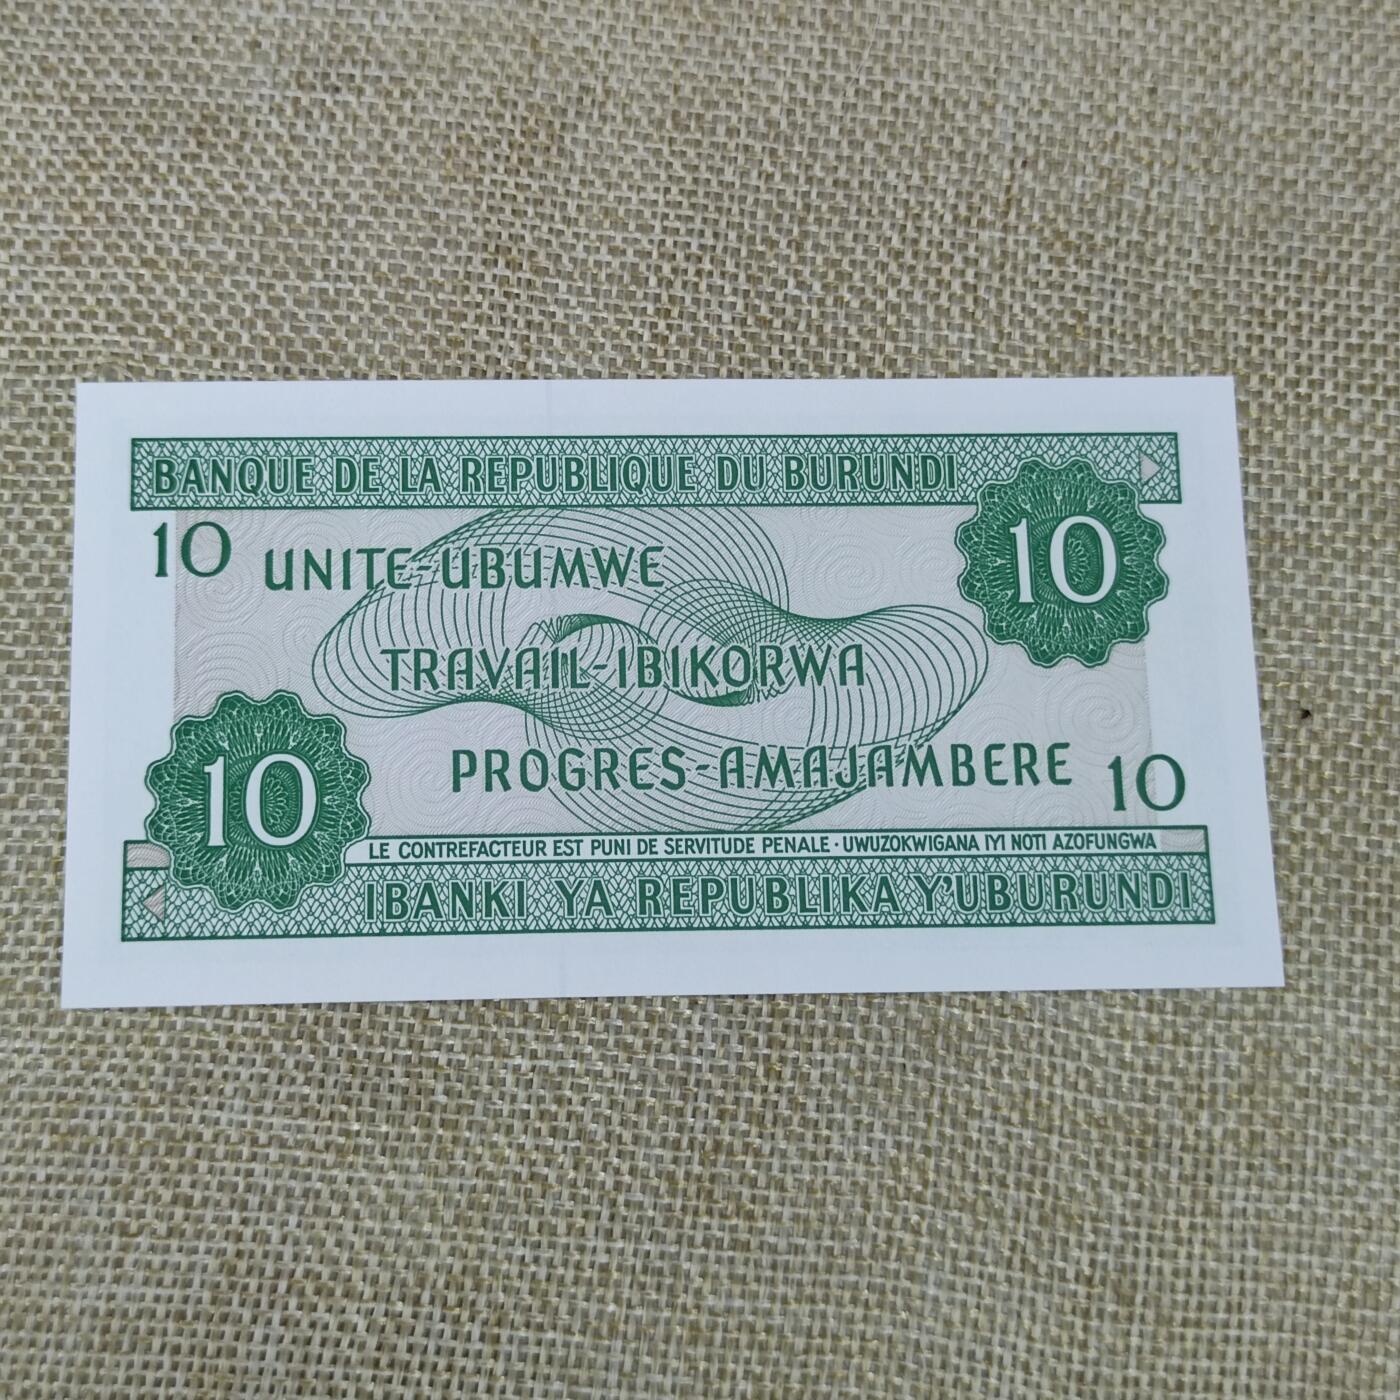 BANQUE DE LA REPUBLIQUE DU BURUNDI
10 UNITE-UBUMWE 10
TRAVAIL-IBIKORWA
10 PROGRES-AMAJAMBERE 10
LE CONTREFACTEUR EST PUNI DE SERVITUDE PENALE · UWUZOKWIGANA IYI NOTI AZOFUNGWA
IBANKI YA REPUBLIKA Y'UBURUNDI